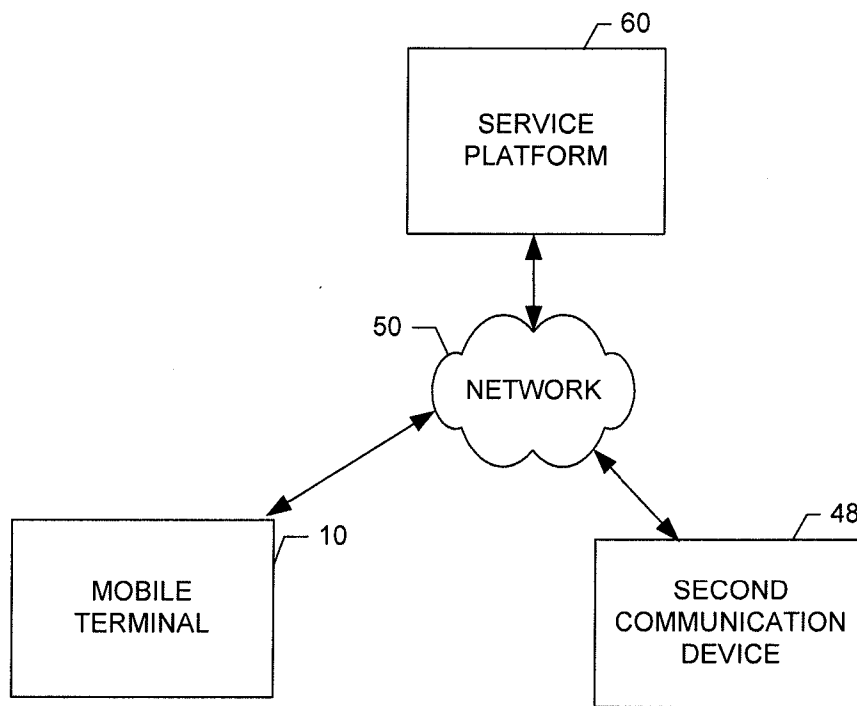 60
SERVICE
PLATFORM
50
NETWORK
10
MOBILE
TERMINAL
48
SECOND
COMMUNICATION
DEVICE